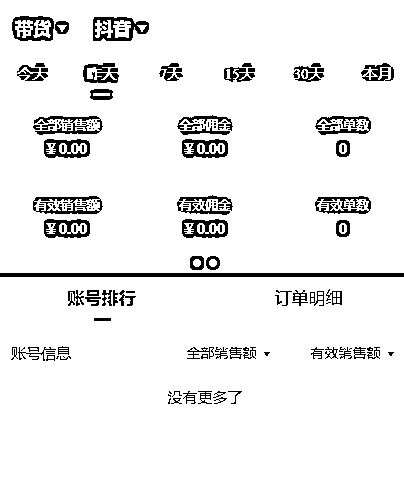 带货 抖音
今天 昨天 7天 15天 30天 本月
全部销售额 全部佣金 全部单数
¥0.00 ¥0.00 0
有效销售额 有效佣金 有效单数
¥0.00 ¥0.00 0
账号排行 订单明细
账号信息 全部销售额 有效销售额
没有更多了